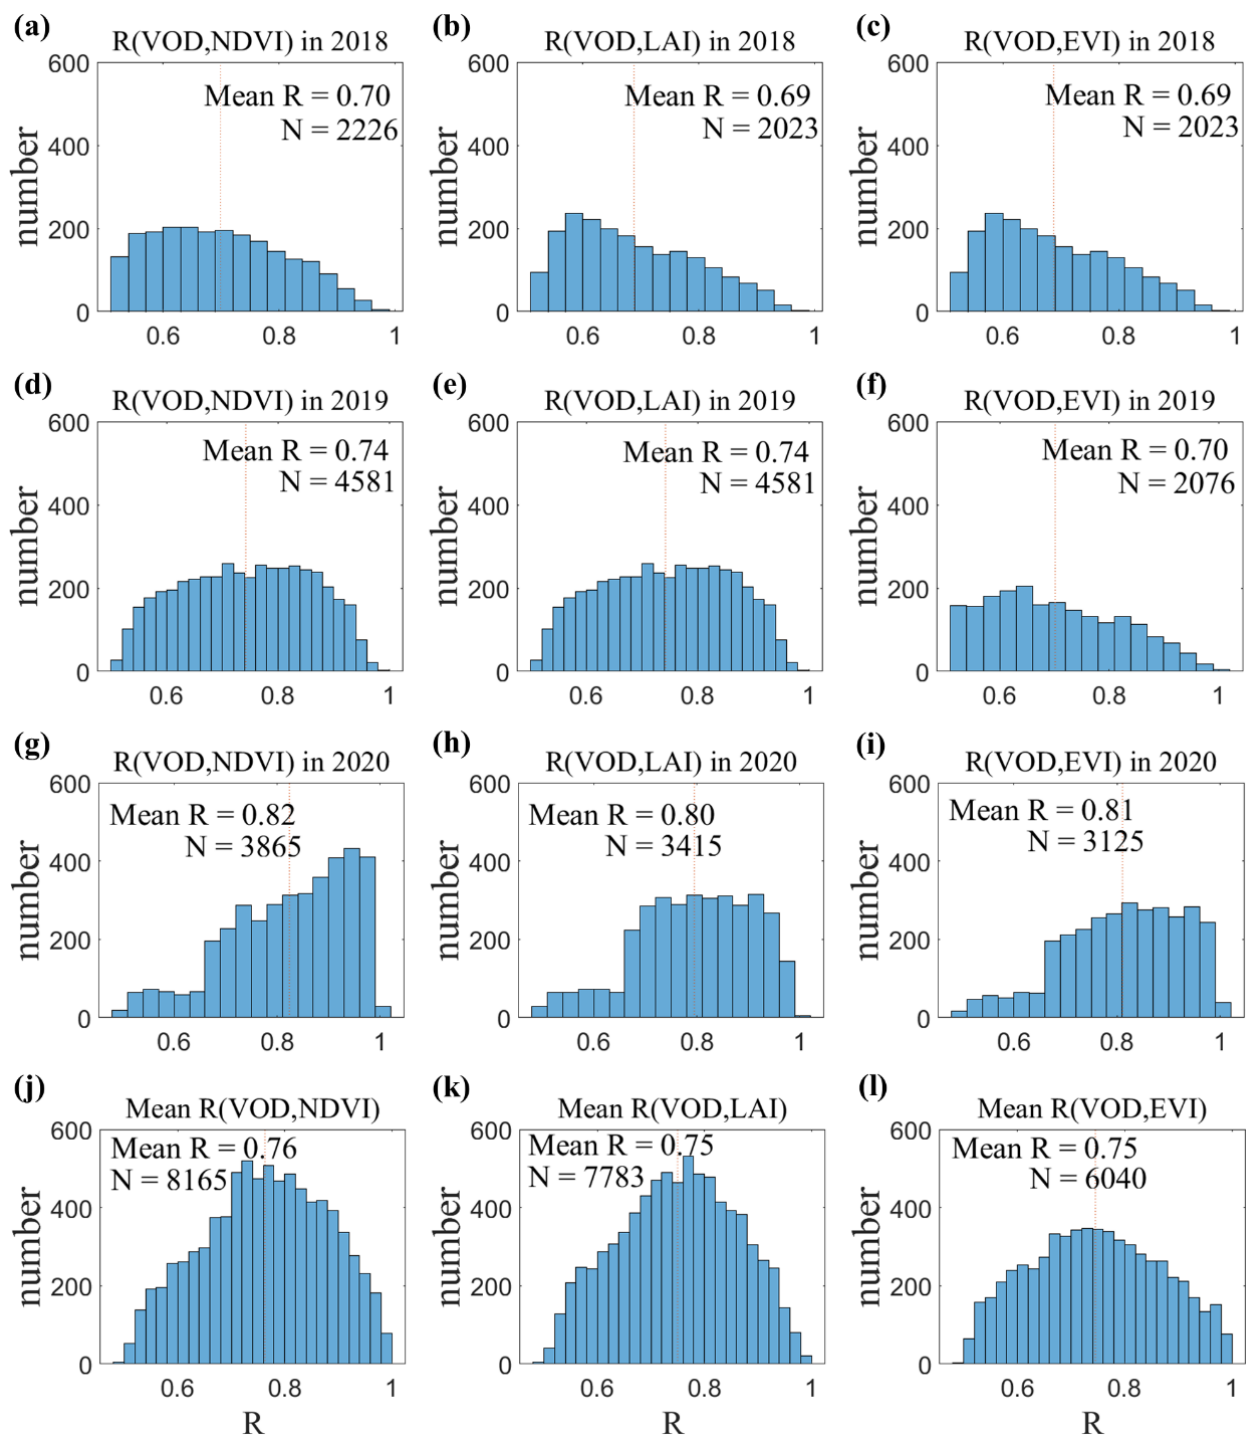 (a)
R(VOD,NDVI) in 2018
600
400
200
0
number
Mean R = 0.70
N = 2226
0.6 0.8 1
(b)
R(VOD,LAI) in 2018
600
400
200
0
number
Mean R = 0.69
N = 2023
0.6 0.8 1
(c)
R(VOD,EVI) in 2018
600
400
200
0
number
Mean R = 0.69
N = 2023
0.6 0.8 1
(d)
R(VOD,NDVI) in 2019
600
400
200
0
number
Mean R = 0.74
N = 4581
0.6 0.8 1
(e)
R(VOD,LAI) in 2019
600
400
200
0
number
Mean R = 0.74
N = 4581
0.6 0.8 1
(f)
R(VOD,EVI) in 2019
600
400
200
0
number
Mean R = 0.70
N = 2076
0.6 0.8 1
(g)
R(VOD,NDVI) in 2020
600
400
200
0
number
Mean R = 0.82
N = 3865
0.6 0.8 1
(h)
R(VOD,LAI) in 2020
600
400
200
0
number
Mean R = 0.80
N = 3415
0.6 0.8 1
(i)
R(VOD,EVI) in 2020
600
400
200
0
number
Mean R = 0.81
N = 3125
0.6 0.8 1
(j)
Mean R(VOD,NDVI)
600
400
200
0
number
Mean R = 0.76
N = 8165
0.6 0.8 1
R
(k)
Mean R(VOD,LAI)
600
400
200
0
number
Mean R = 0.75
N = 7783
0.6 0.8 1
R
(l)
Mean R(VOD,EVI)
600
400
200
0
number
Mean R = 0.75
N = 6040
0.6 0.8 1
R